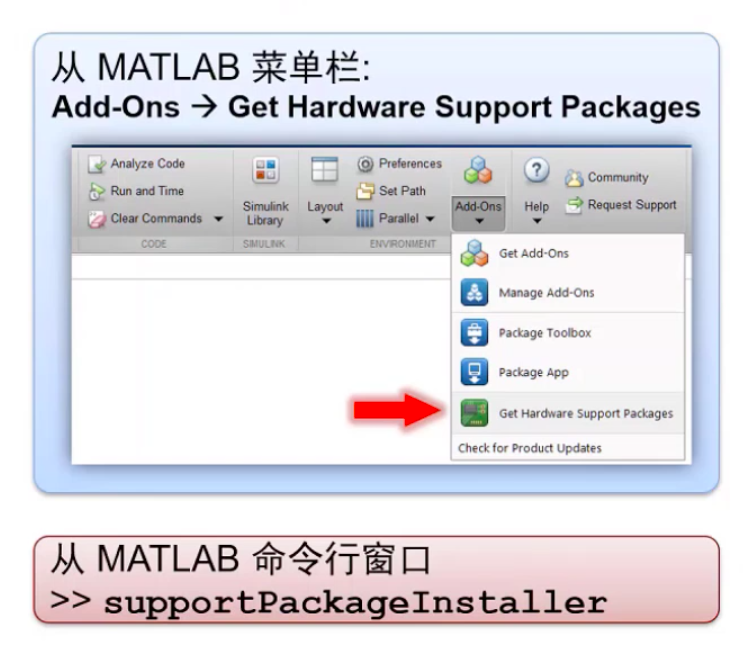 从 MATLAB 菜单栏:
Add-Ons → Get Hardware Support Packages
Analyze Code
Run and Time
Clear Commands
CODE
Simulink
Library
SIMULINK
Layout
Preferences
Set Path
Parallel
ENVIRONMENT
Add-Ons
Help
Community
Request Support
Get Add-Ons
Manage Add-Ons
Package Toolbox
Package App
Get Hardware Support Packages
Check for Product Updates
从 MATLAB 命令行窗口
>> supportPackageInstaller